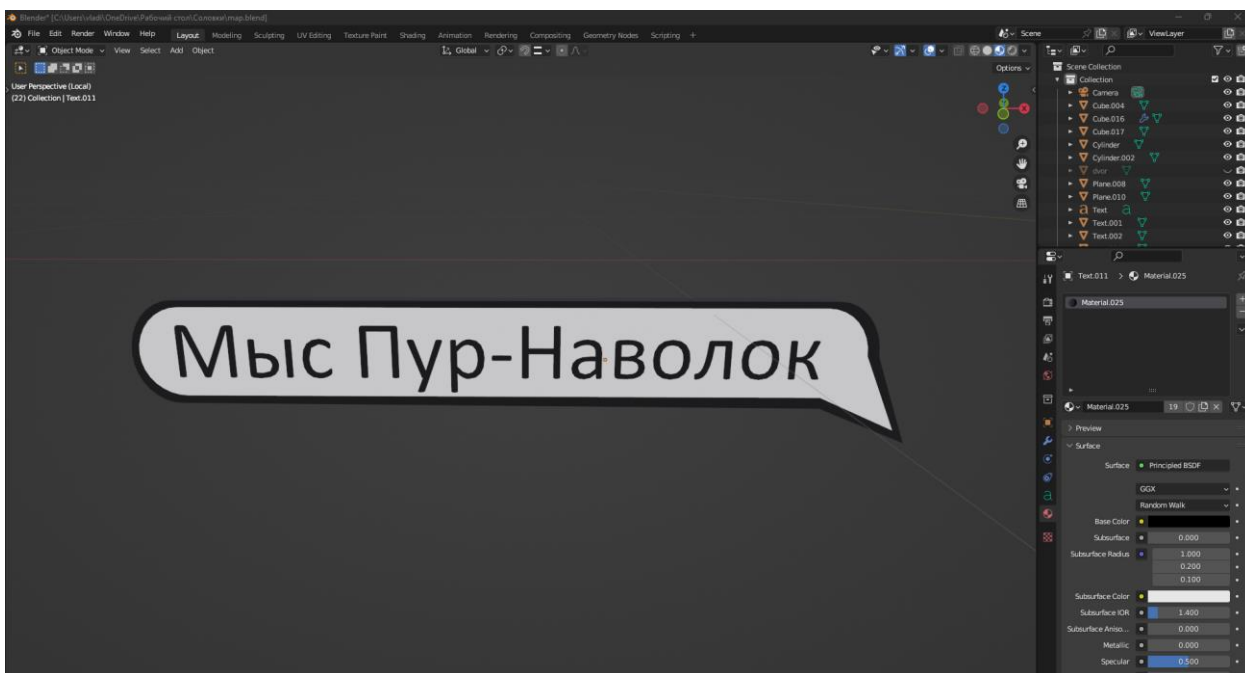 Blender* [C:\Users\vladi\OneDrive\Рабочий стол\Соловки\map.blend]
File Edit Render Window Help Layout Modeling Sculpting UV Editing Texture Paint Shading Animation Rendering Compositing Geometry Nodes Scripting + Scene ViewLayer
Object Mode View Select Add Object Global
Options
User Perspective (Local)
(22) Collection | Text.011
Scene Collection
Collection
Camera
Cube.004
Cube.016
Cube.017
Cylinder
Cylinder.002
dvor
Plane.008
Plane.010
Text
Text.001
Text.002
X
Z
Мыс Пур-Наволок
Text.011 > Material.025
Material.025
Material.025 19
Preview
Surface
Surface Principled BSDF
GGX
Random Walk
Base Color
Subsurface 0.000
Subsurface Radius 1.000
0.200
0.100
Subsurface Color
Subsurface IOR 1.400
Subsurface Aniso... 0.000
Metallic 0.000
Specular 0.500